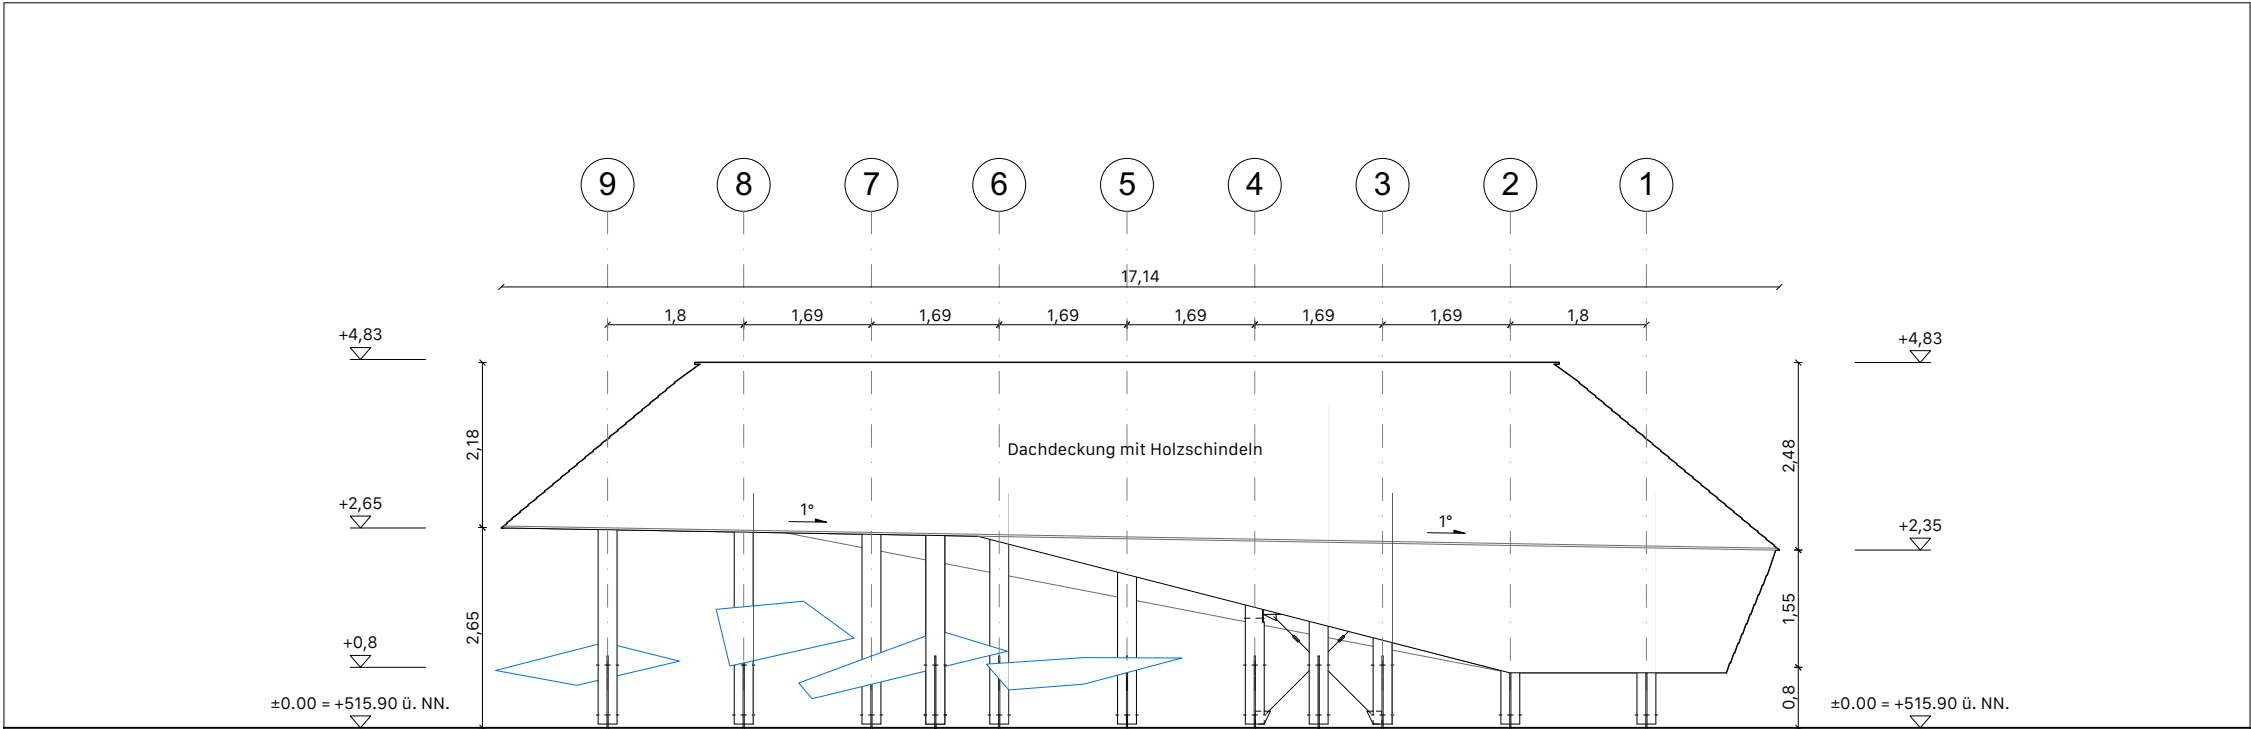 9 8 7 6 5 4 3 2 1
17,14
1,8 1,69 1,69 1,69 1,69 1,69 1,69 1,8
+4,83
+4,83
2,18
Dachdeckung mit Holzschindeln
2,48
+2,65
1°
1°
+2,35
2,65
1,55
+0,8
0,8
±0.00 = +515.90 ü. NN.
±0.00 = +515.90 ü. NN.